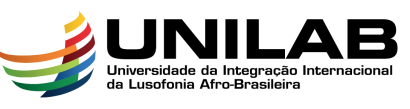 UNILAB
Universidade da Integração Internacional
da Lusofonia Afro-Brasileira